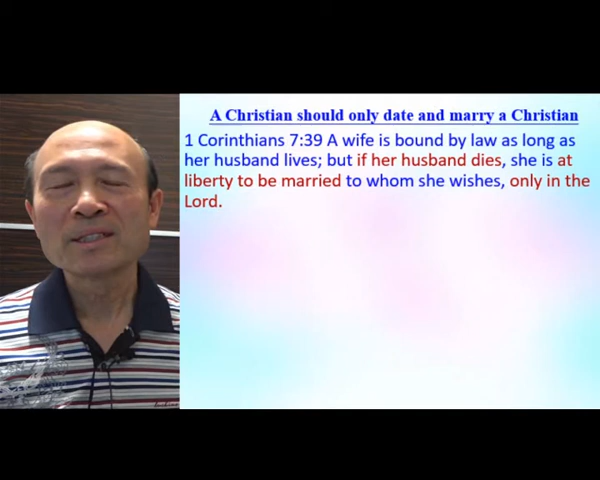 A Christian should only date and marry a Christian
1 Corinthians 7:39 A wife is bound by law as long as
her husband lives; but if her husband dies, she is at
liberty to be married to whom she wishes, only in the
Lord.